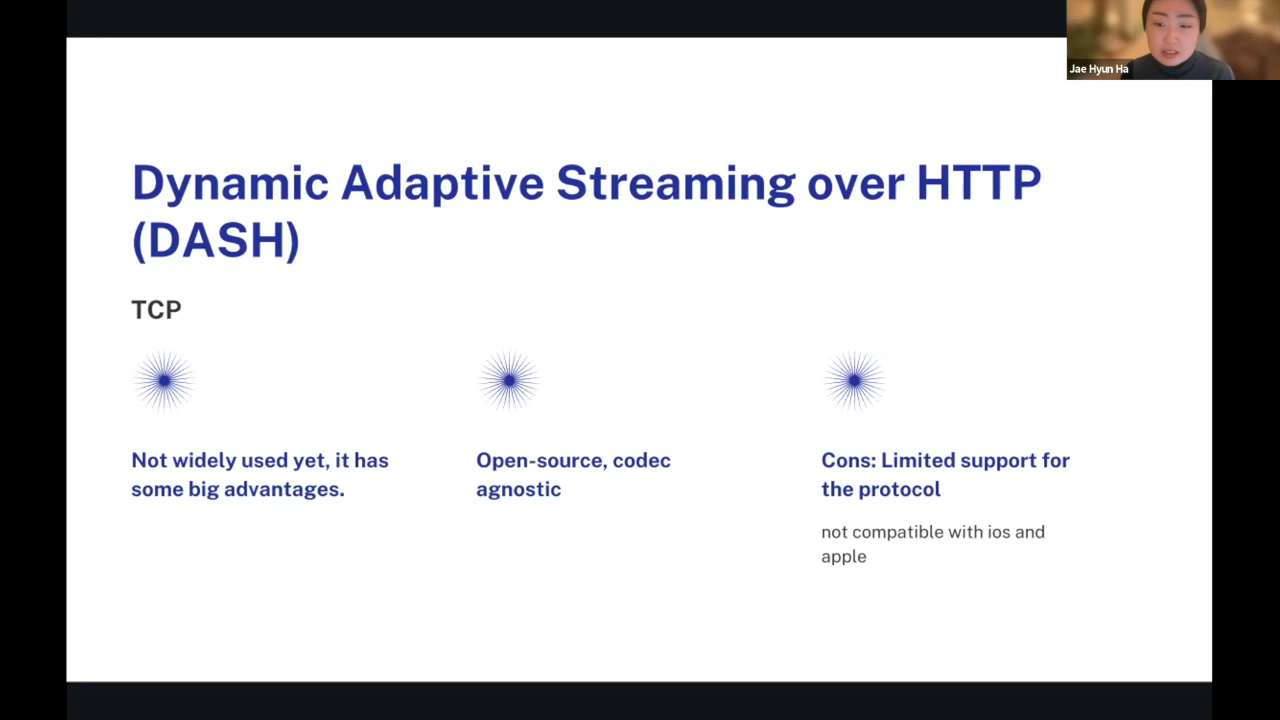 Jae Hyun Ha
Dynamic Adaptive Streaming over HTTP
(DASH)
TCP
Not widely used yet, it has
some big advantages.
Open-source, codec
agnostic
Cons: Limited support for
the protocol
not compatible with ios and
apple